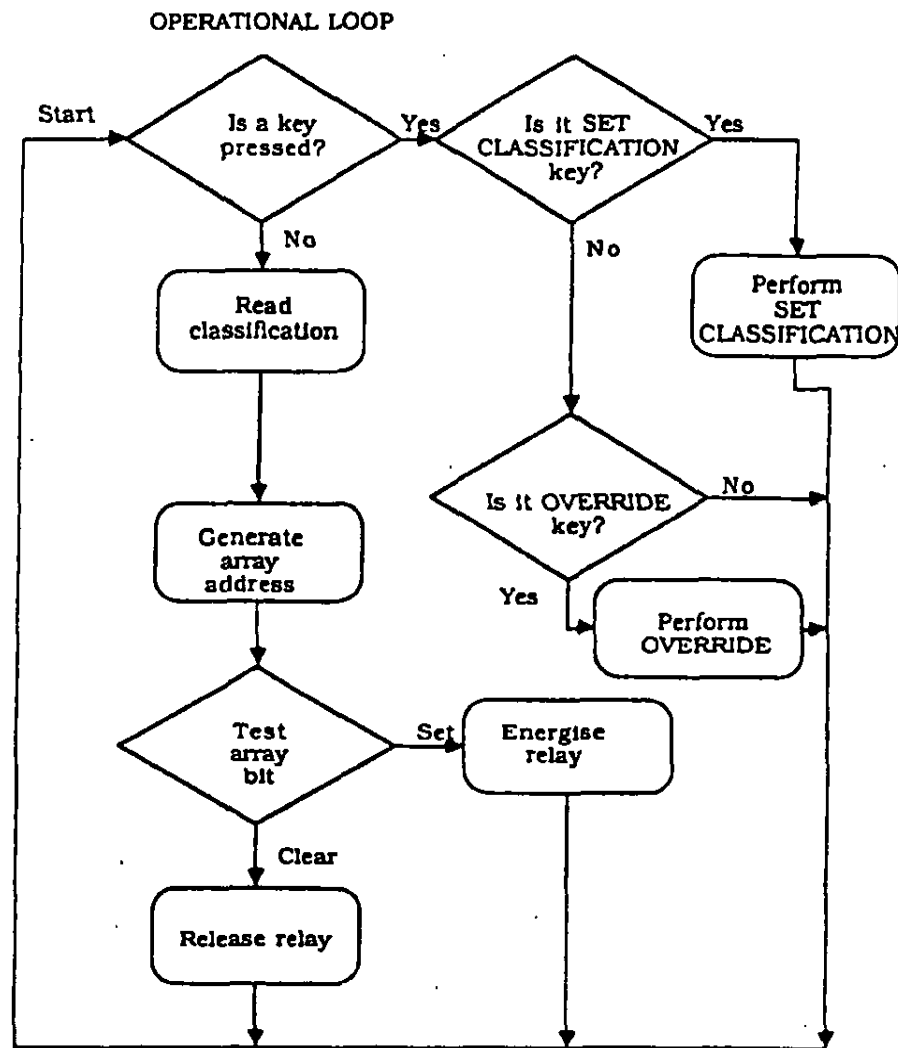 OPERATIONAL LOOP
Start
Is a key
pressed?
Yes
Is it SET
CLASSIFICATION
key?
Yes
No
No
Read
classification
Perform
SET
CLASSIFICATION
Is it OVERRIDE
key?
No
Generate
array
address
Yes
Perform
OVERRIDE
Test
array
bit
Set
Energise
relay
Clear
Release relay